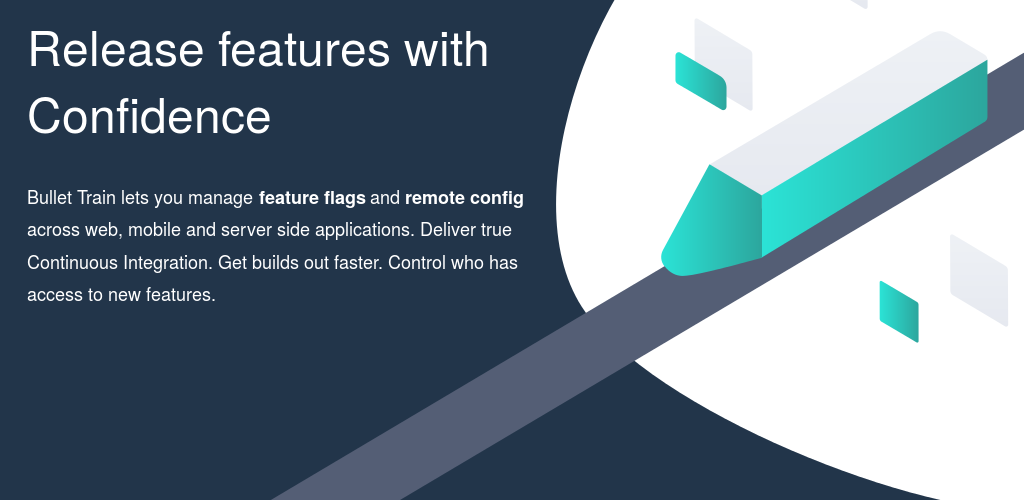 Release features with
Confidence
Bullet Train lets you manage feature flags and remote config
across web, mobile and server side applications. Deliver true
Continuous Integration. Get builds out faster. Control who has
access to new features.